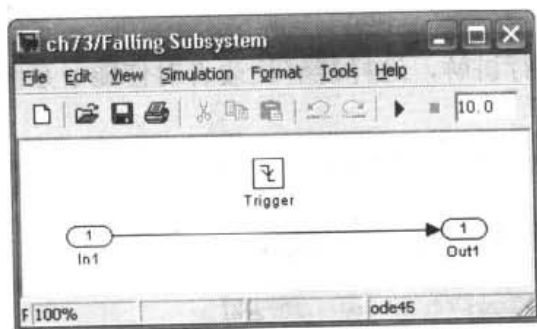 ch73/Falling Subsystem
File Edit View Simulation Format Tools Help
10.0
Trigger
1
In1
1
Out1
F 100% ode45